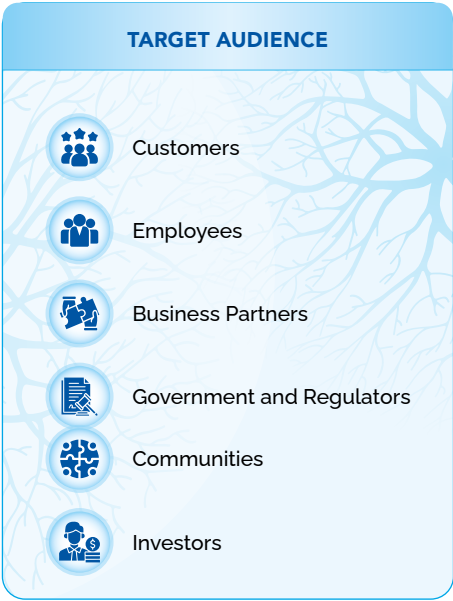 TARGET AUDIENCE
Customers
Employees
Business Partners
Government and Regulators
Communities
$
Investors